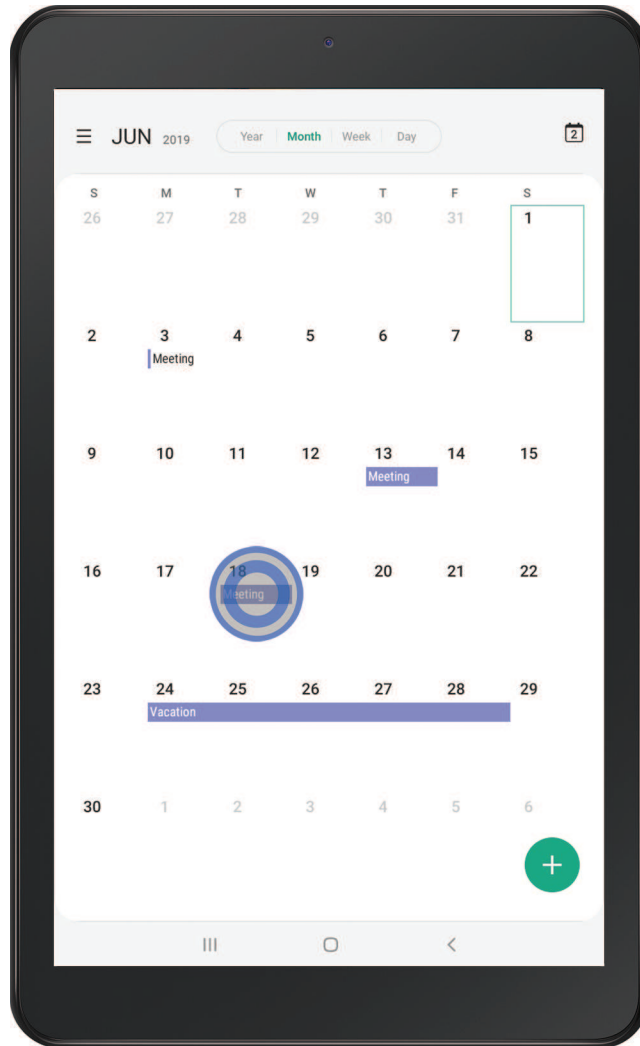 JUN 2019 Year Month Week Day 2
S M T W T F S
26 27 28 29 30 31 1
2 3 4 5 6 7 8
Meeting
9 10 11 12 13 14 15
Meeting
16 17 18 19 20 21 22
Meeting
23 24 25 26 27 28 29
Vacation
30 1 2 3 4 5 6